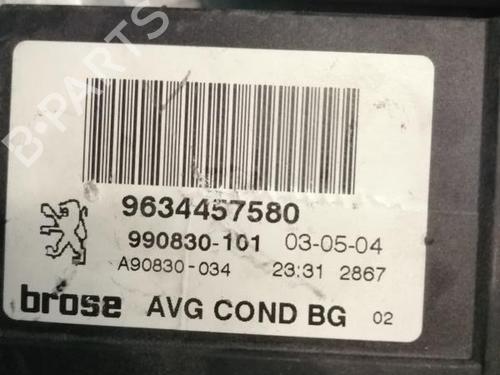 B-PARTS
9634457580
990830-101 03-05-04
A90830-034 23:31 2867
brose AVG COND BG 02